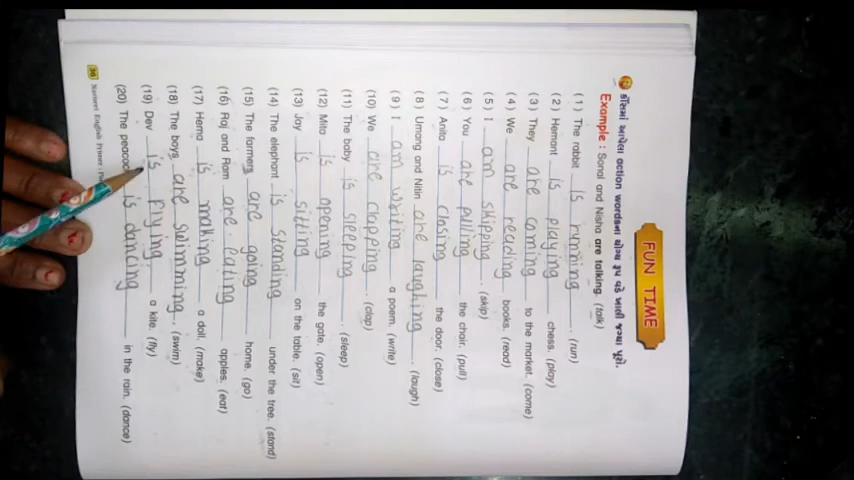 FUN TIME
કૌંસમાં આપેલા action wordsના યોગ્ય રૂપ વડે ખાલી જગ્યા પૂરો.
Example : Sonal and Nisha are talking. (talk)
(1) The rabbit is running. (run)
(2) Hemant is playing chess. (play)
(3) They are coming to the market. (come)
(4) We are reading books. (read)
(5) I am skipping. (skip)
(6) You are pulling the chair. (pull)
(7) Anita is closing the door. (close)
(8) Umang and Nitin are laughing. (laugh)
(9) I am writing a poem. (write)
(10) We are clapping. (clap)
(11) The baby is sleeping. (sleep)
(12) Mita is opening the gate. (open)
(13) Jay is sitting on the table. (sit)
(14) The elephant is standing under the tree. (stand)
(15) The farmers are going home. (go)
(16) Raj and Ram are eating apples. (eat)
(17) Hema is making a doll. (make)
(18) The boys are swimming. (swim)
(19) Dev is flying a kite. (fly)
(20) The peacock is dancing in the rain. (dance)
36 Navneet English Primer